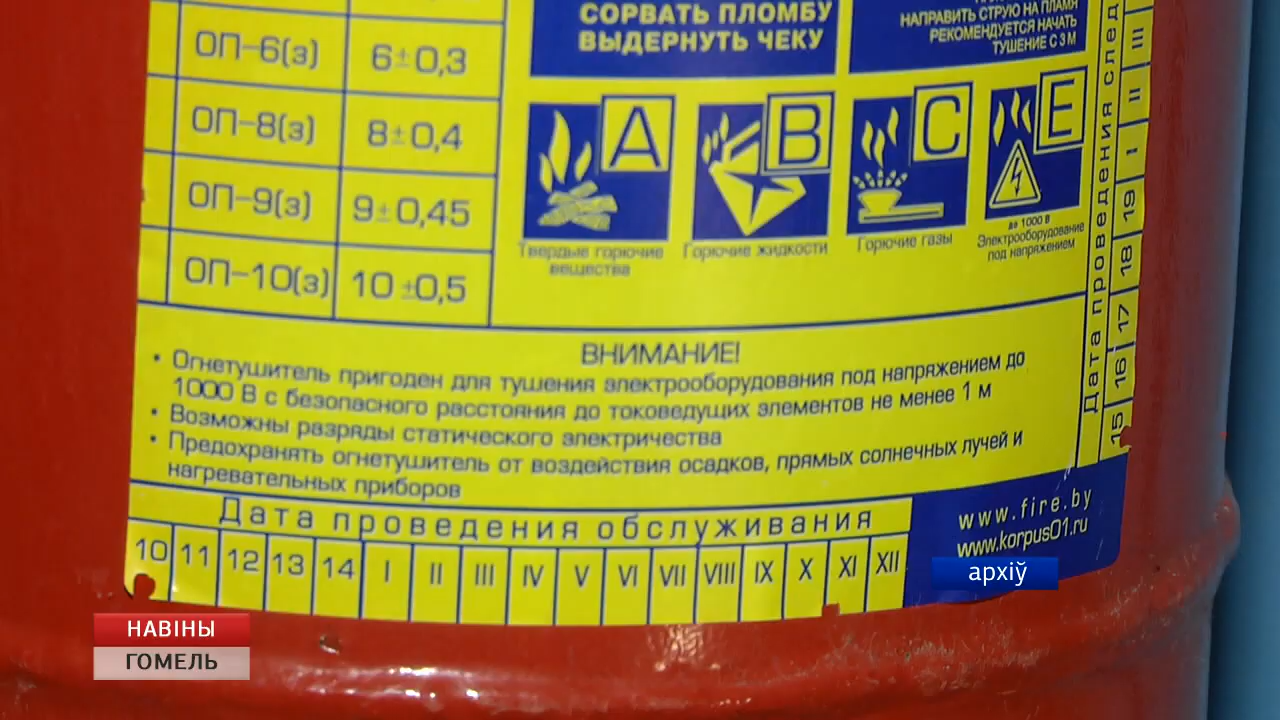 СОРВАТЬ ПЛОМБУ
ВЫДЕРНУТЬ ЧЕКУ
НАПРАВИТЬ СТРУЮ НА ПЛАМЯ
РЕКОМЕНДУЕТСЯ НАЧАТЬ
ТУШЕНИЕ С 3 М
ОП-6(з) 6±0,3
ОП-8(з) 8±0,4
ОП-9(з) 9±0,45
ОП-10(з) 10±0,5
A
B
C
E
Твердые горючие
вещества
Горючие жидкости
Горючие газы
до 1000 В
Электрооборудование
под напряжением
ВНИМАНИЕ!
• Огнетушитель пригоден для тушения электрооборудования под напряжением до
1000 В с безопасного расстояния до токоведущих элементов не менее 1 м
• Возможны разряды статического электричества
• Предохранять огнетушитель от воздействия осадков, прямых солнечных лучей и
нагревательных приборов
Дата проведения обслуживания
10 11 12 13 14 I II III IV V VI VII VIII IX X XI XII
Дата проведения
15 16 17 18 19 I II III
www.fire.by
www.korpus01.ru
архіў
НАВІНЫ
ГОМЕЛЬ